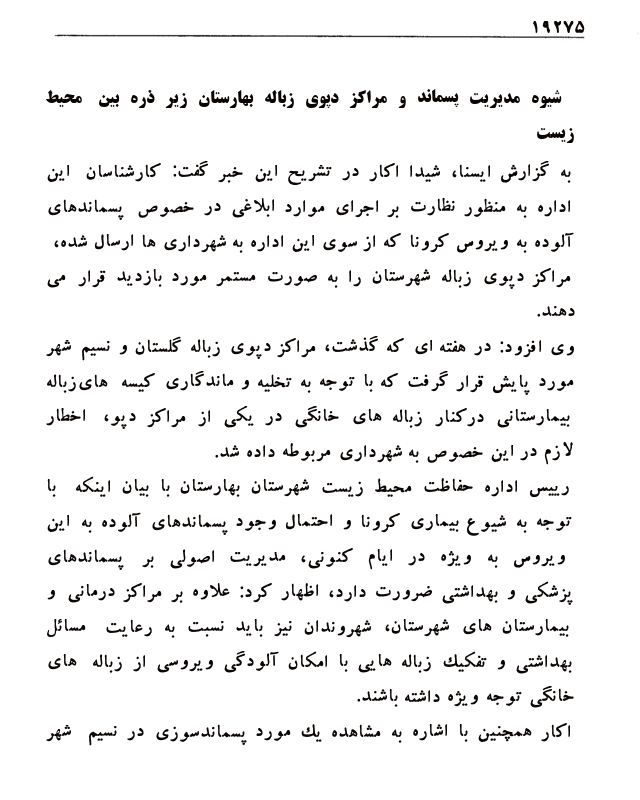 ۱۹۲۷۵
شیوه مدیریت پسماند و مراکز دپوی زباله بهارستان زیر ذره بین محیط
زیست
به گزارش ایسنا، شیدا اکار در تشریح این خبر گفت: کارشناسان این
اداره به منظور نظارت بر اجرای موارد ابلاغی در خصوص پسماندهای
آلوده به ویروس کرونا که از سوی این اداره به شهرداری ها ارسال شده،
مراکز دپوی زباله شهرستان را به صورت مستمر مورد بازدید قرار می
دهند.
وی افزود: در هفته ای که گذشت، مراکز دپوی زباله گلستان و نسیم شهر
مورد پایش قرار گرفت که با توجه به تخلیه و ماندگاری کیسه های زباله
بیمارستانی درکنار زباله های خانگی در یکی از مراکز دپو، اخطار
لازم در این خصوص به شهرداری مربوطه داده شد.
رییس اداره حفاظت محیط زیست شهرستان بهارستان با بیان اینکه با
توجه به شیوع بیماری کرونا و احتمال وجود پسماندهای آلوده به این
ویروس به ویژه در ایام کنونی، مدیریت اصولی بر پسماندهای
پزشکی و بهداشتی ضرورت دارد، اظهار کرد: علاوه بر مراکز درمانی و
بیمارستان های شهرستان، شهروندان نیز باید نسبت به رعایت مسائل
بهداشتی و تفکیك زباله هایی با امکان آلودگی ویروسی از زباله های
خانگی توجه ویژه داشته باشند.
اکار همچنین با اشاره به مشاهده یك مورد پسماندسوزی در نسیم شهر